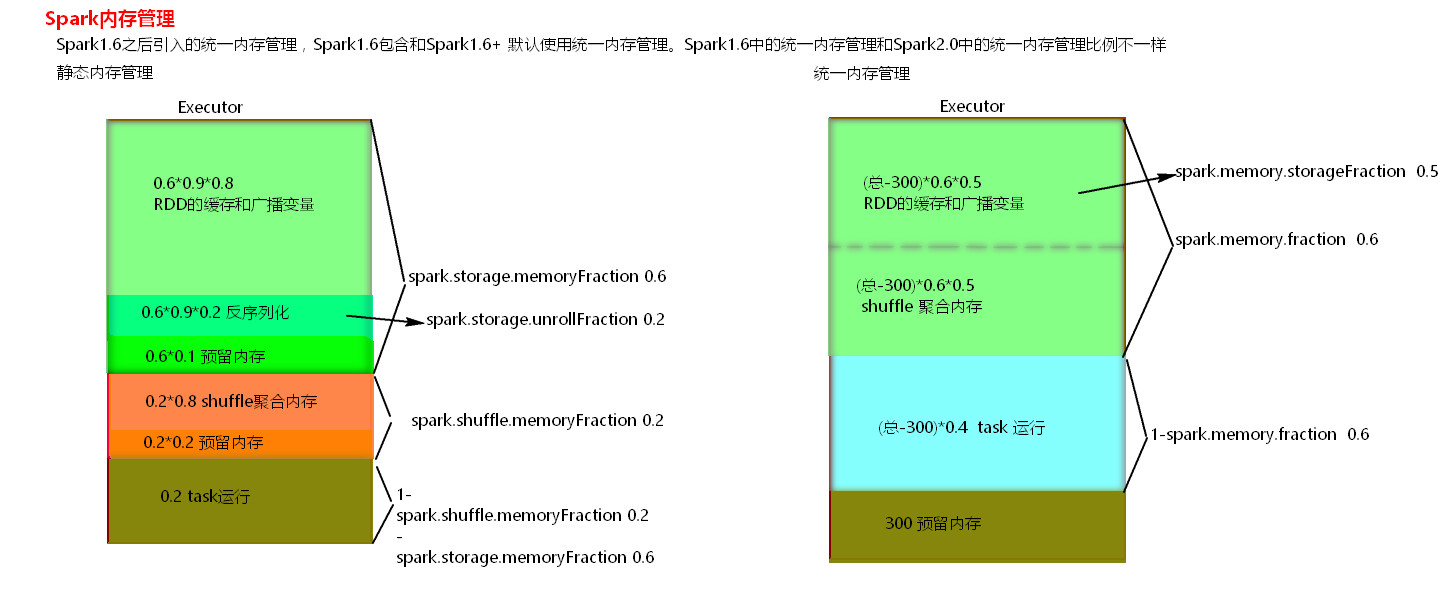 Spark内存管理
Spark1.6之后引入的统一内存管理，Spark1.6包含和Spark1.6+ 默认使用统一内存管理。Spark1.6中的统一内存管理和Spark2.0中的统一内存管理比例不一样
静态内存管理
Executor
0.6*0.9*0.8
RDD的缓存和广播变量
0.6*0.9*0.2 反序列化
0.6*0.1 预留内存
0.2*0.8 shuffle聚合内存
0.2*0.2 预留内存
0.2 task运行
spark.storage.memoryFraction 0.6
spark.storage.unrollFraction 0.2
spark.shuffle.memoryFraction 0.2
1-
spark.shuffle.memoryFraction 0.2
-
spark.storage.memoryFraction 0.6
统一内存管理
Executor
(总-300)*0.6*0.5
RDD的缓存和广播变量
(总-300)*0.6*0.5
shuffle 聚合内存
(总-300)*0.4 task 运行
300 预留内存
spark.memory.storageFraction 0.5
spark.memory.fraction 0.6
1-spark.memory.fraction 0.6